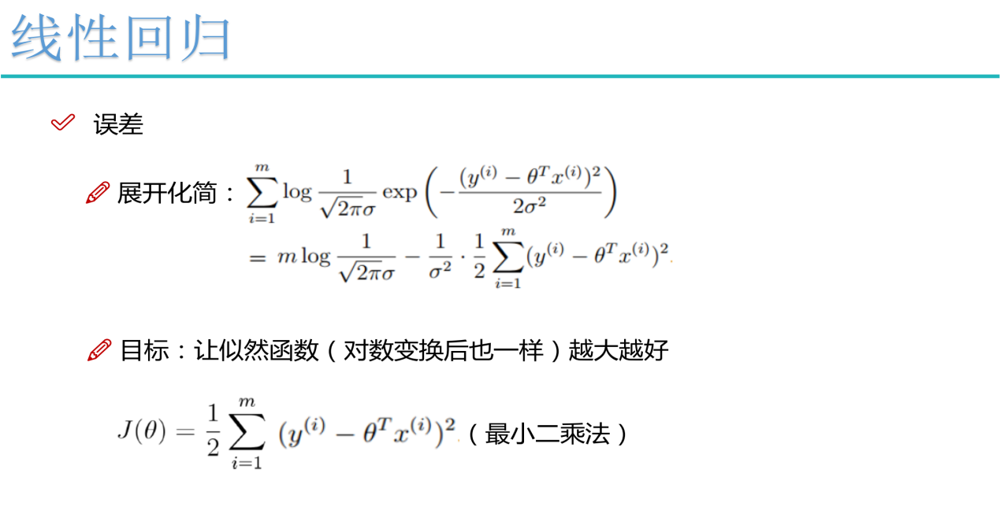 线性回归
误差
展开化简：$\sum_{i=1}^{m} \log \frac{1}{\sqrt{2\pi}\sigma} \exp\left(-\frac{(y^{(i)} - \theta^T x^{(i)})^2}{2\sigma^2}\right)$
$= m \log \frac{1}{\sqrt{2\pi}\sigma} - \frac{1}{\sigma^2} \cdot \frac{1}{2} \sum_{i=1}^{m} (y^{(i)} - \theta^T x^{(i)})^2.$
目标：让似然函数（对数变换后也一样）越大越好
$J(\theta) = \frac{1}{2} \sum_{i=1}^{m} (y^{(i)} - \theta^T x^{(i)})^2.$（最小二乘法）